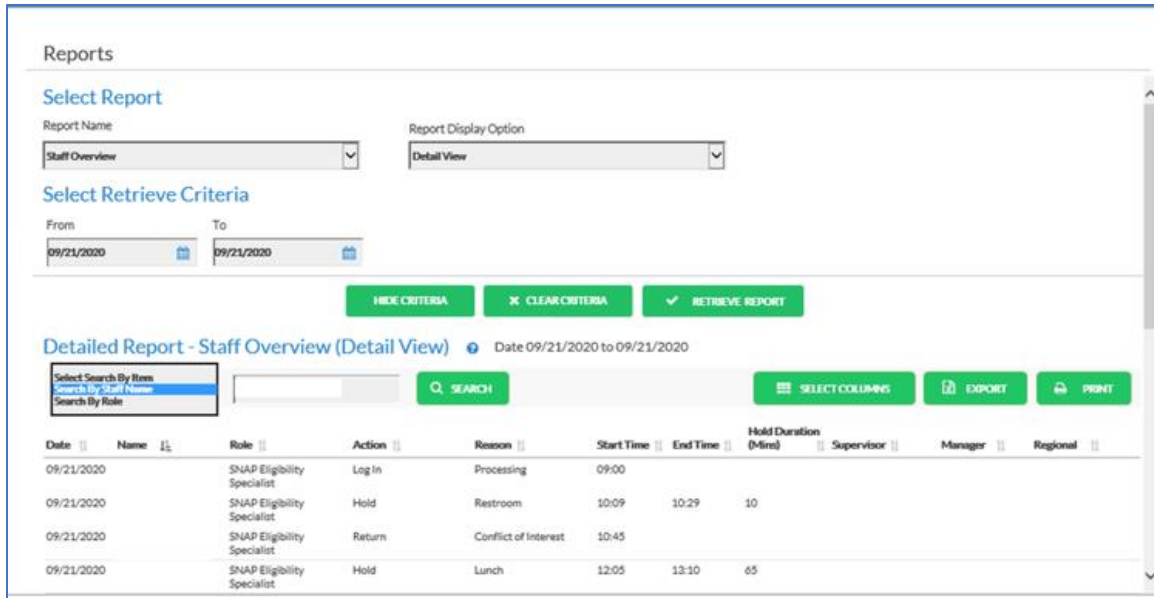 Reports
Select Report
Report Name Report Display Option
Staff Overview Detail View
Select Retrieve Criteria
From To
09/21/2020 09/21/2020
HIDE CRITERIA CLEAR CRITERIA RETRIEVE REPORT
Detailed Report - Staff Overview (Detail View) Date 09/21/2020 to 09/21/2020
Select Search By Item
Search By Staff Name
Search By Role
SEARCH SELECT COLUMNS EXPORT PRINT
Date Name Role Action Reason Start Time End Time Hold Duration (Mins) Supervisor Manager Regional
09/21/2020 SNAP Eligibility Specialist Log In Processing 09:00
09/21/2020 SNAP Eligibility Specialist Hold Restroom 10:09 10:29 10
09/21/2020 SNAP Eligibility Specialist Return Conflict of Interest 10:45
09/21/2020 SNAP Eligibility Specialist Hold Lunch 12:05 13:10 65